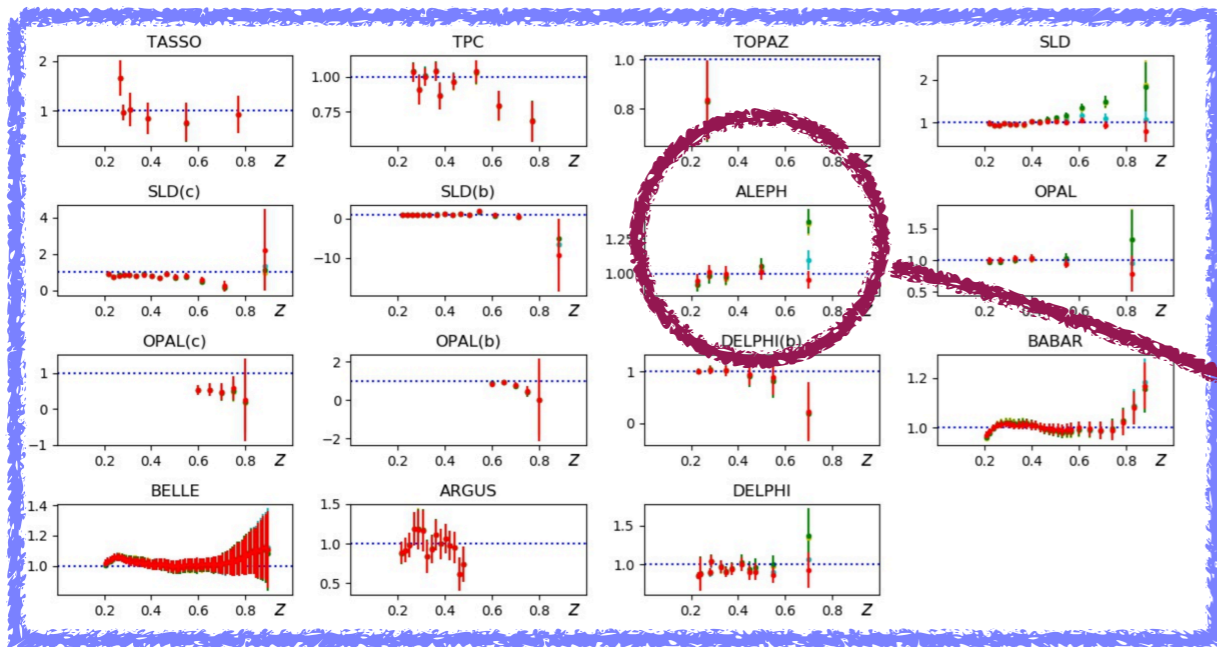 TASSO
2
1
0.2 0.4 0.6 0.8 Z
TPC
1.00
0.75
0.2 0.4 0.6 0.8 Z
TOPAZ
1.0
0.8
0.2 0.4 0.6 0.8 Z
SLD
2
1
0.2 0.4 0.6 0.8 Z
SLD(c)
4
2
0
0.2 0.4 0.6 0.8 Z
SLD(b)
0
−10
0.2 0.4 0.6 0.8 Z
ALEPH
1.25
1.00
0.2 0.4 0.6 0.8 Z
OPAL
1.5
1.0
0.5
0.2 0.4 0.6 0.8 Z
OPAL(c)
1
0
−1
0.2 0.4 0.6 0.8 Z
OPAL(b)
2
0
−2
0.2 0.4 0.6 0.8 Z
DELPHI(b)
1
0
0.2 0.4 0.6 0.8 Z
BABAR
1.2
1.0
0.2 0.4 0.6 0.8 Z
BELLE
1.4
1.2
1.0
0.2 0.4 0.6 0.8 Z
ARGUS
1.5
1.0
0.5
0.2 0.4 0.6 0.8 Z
DELPHI
1.5
1.0
0.2 0.4 0.6 0.8 Z